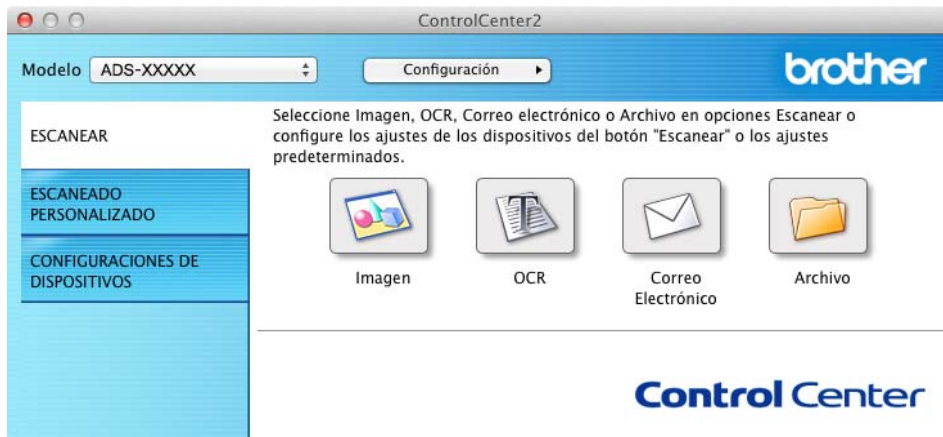 ControlCenter2
Modelo ADS-XXXXX Configuración brother
ESCANEAR
ESCANEADO
PERSONALIZADO
CONFIGURACIONES DE
DISPOSITIVOS
Seleccione Imagen, OCR, Correo electrónico o Archivo en opciones Escanear o
configure los ajustes de los dispositivos del botón "Escanear" o los ajustes
predeterminados.
Imagen OCR Correo Electrónico Archivo
Control Center